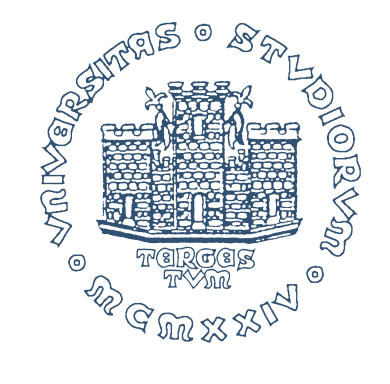 VNIVERSITAS STVDIORVM
MCMXXIV
TERGES
TVM